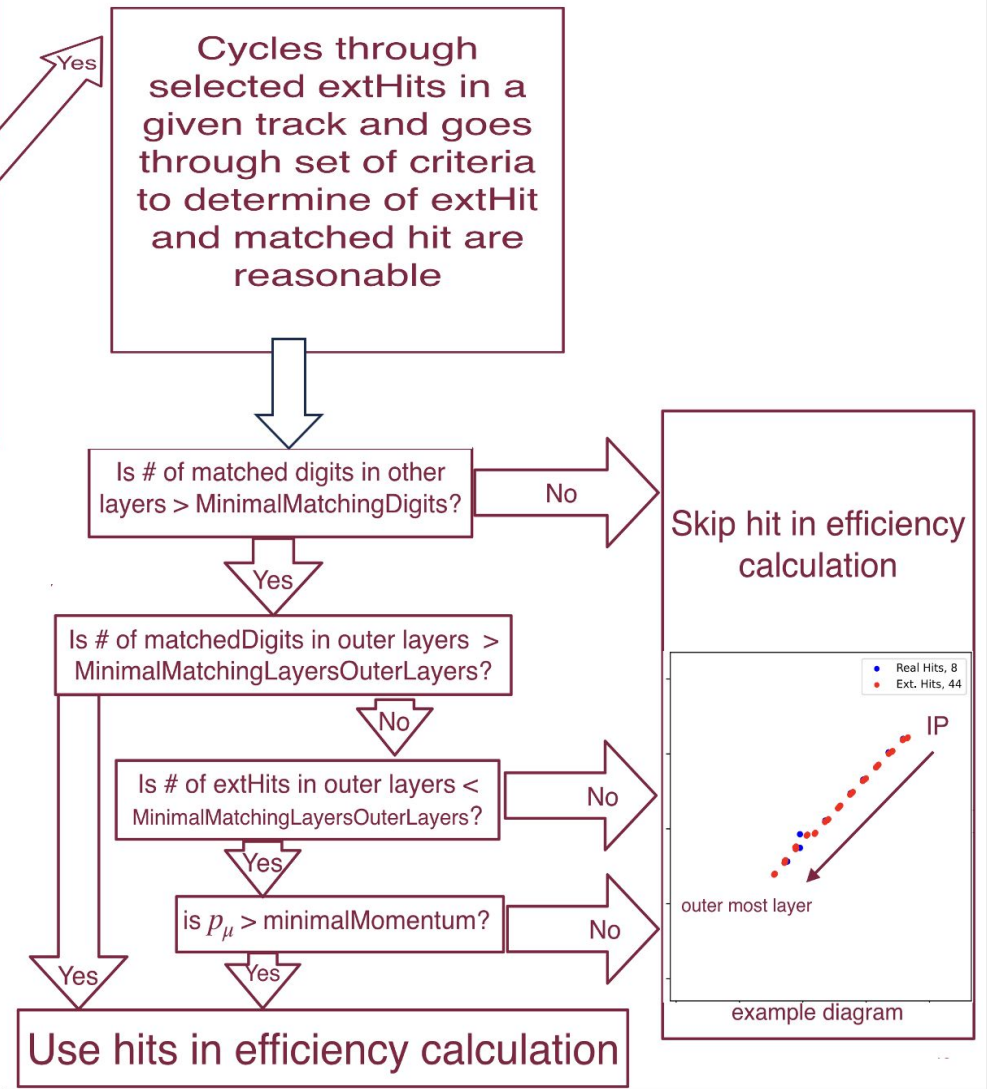 Yes
Cycles through
selected extHits in a
given track and goes
through set of criteria
to determine of extHit
and matched hit are
reasonable
Is # of matched digits in other
layers > MinimalMatchingDigits?
No
Skip hit in efficiency
calculation
Yes
Is # of matchedDigits in outer layers >
MinimalMatchingLayersOuterLayers?
No
Real Hits, 8
Ext. Hits, 44
IP
Is # of extHits in outer layers <
MinimalMatchingLayersOuterLayers?
No
Yes
outer most layer
is pμ > minimalMomentum?
No
Yes
Yes
example diagram
Use hits in efficiency calculation